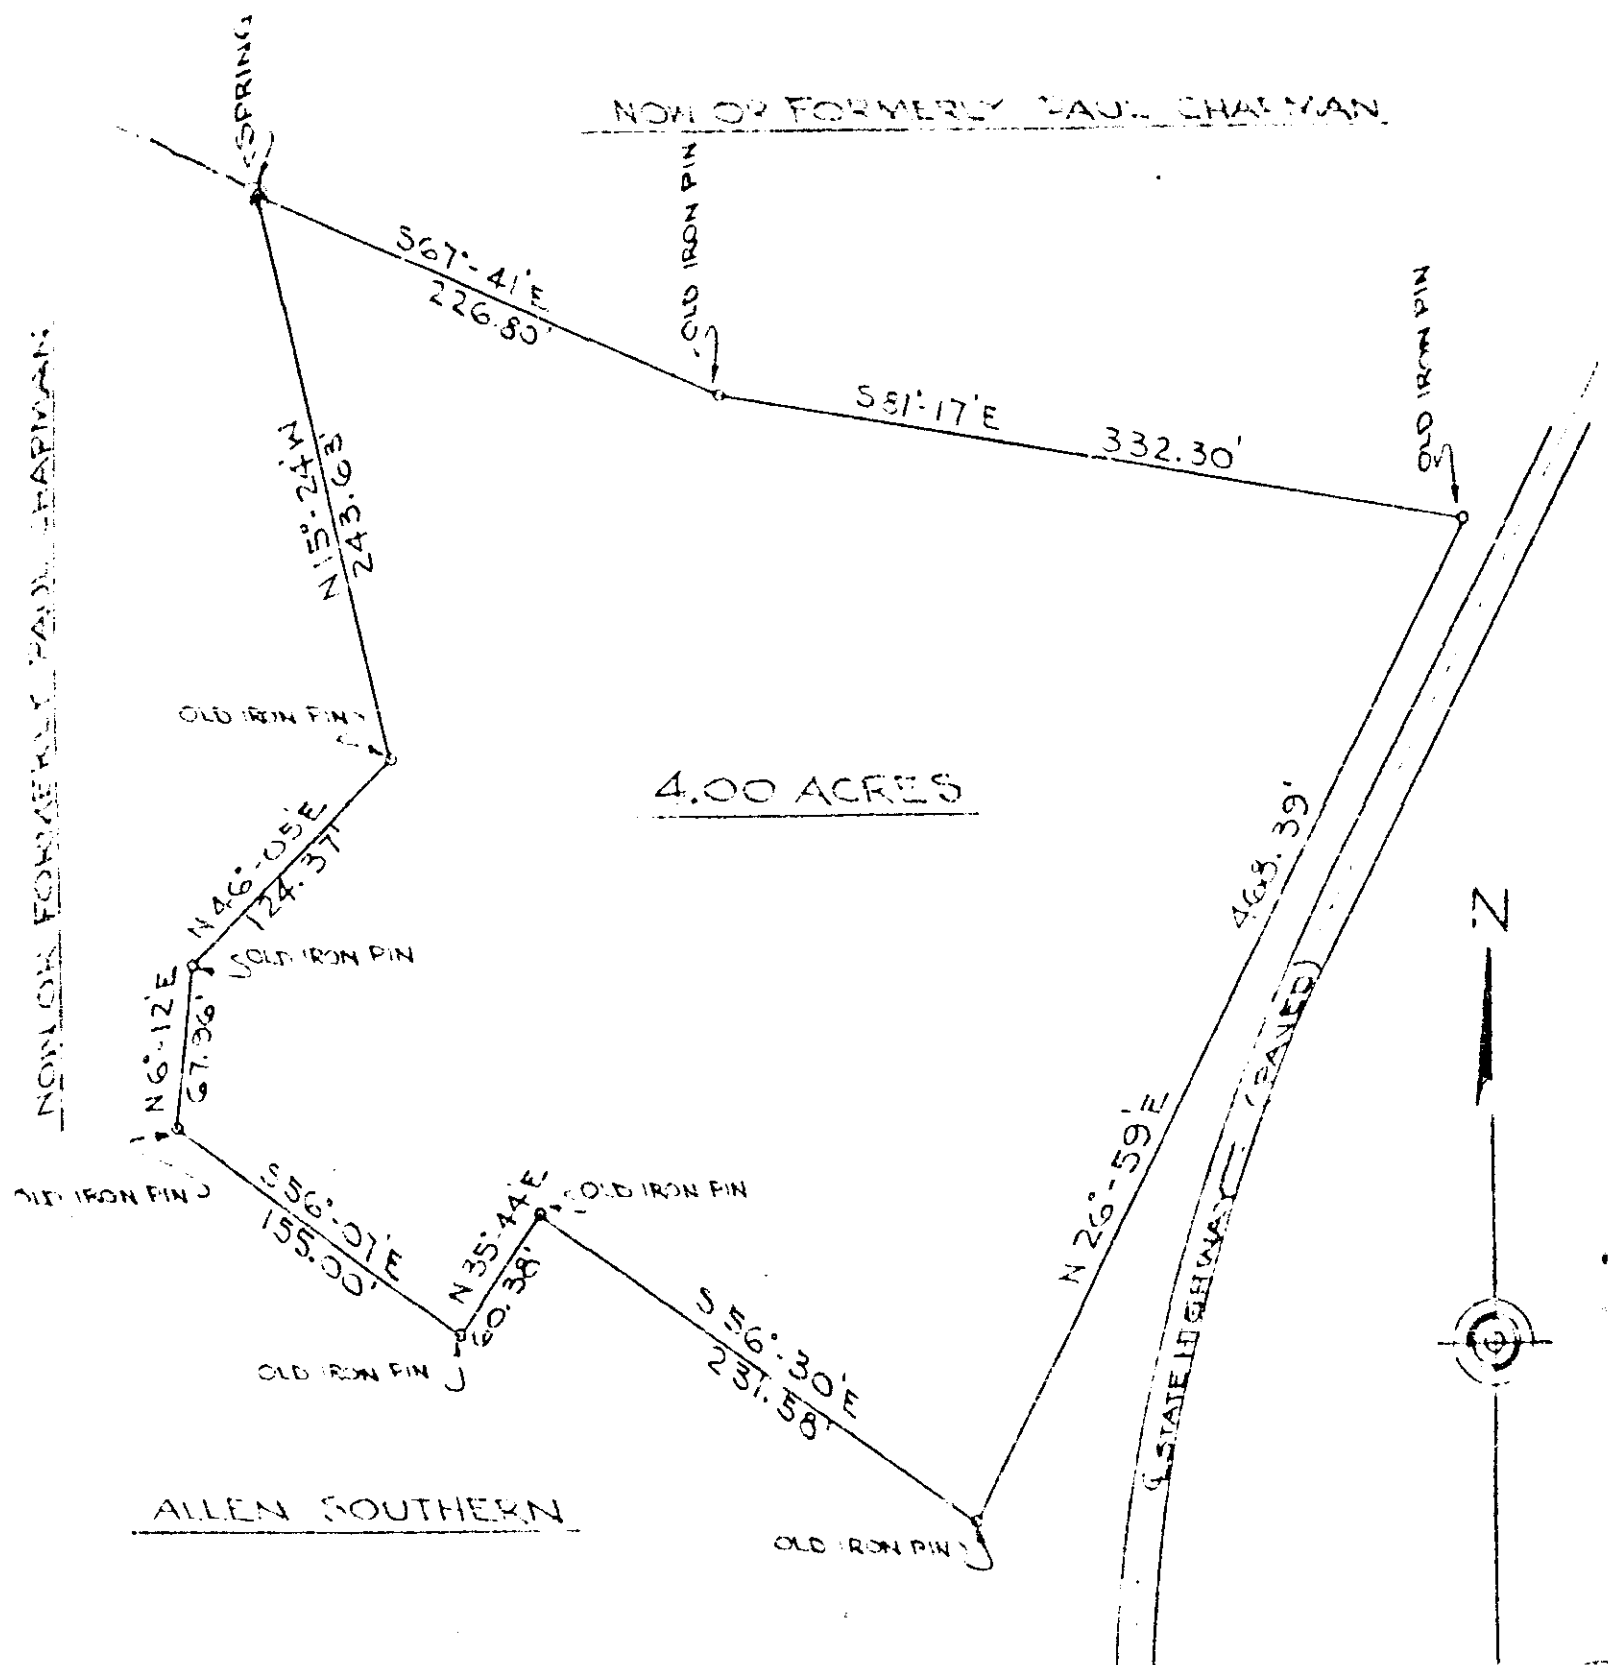 SPRING
NOW OR FORMERLY PAUL CHAPMAN
OLD IRON PIN
S67°-41'E
226.80'
OLD IRON PIN
S81°-17'E
332.30'
NOW OR FORMERLY PAUL CHAPMAN
N15°-24'W
243.63'
OLD IRON PIN
4.00 ACRES
468.39'
N26°-59'E
N46°-05'E
124.37'
OLD IRON PIN
N
N6°-12'E
67.96'
(PAVED)
OLD IRON PIN
S56°-07'E
155.00'
N35°-44'E
60.38'
OLD IRON PIN
S56°-30'E
231.58'
STATE HIGHWAY
OLD IRON PIN
ALLEN SOUTHERN
OLD IRON PIN